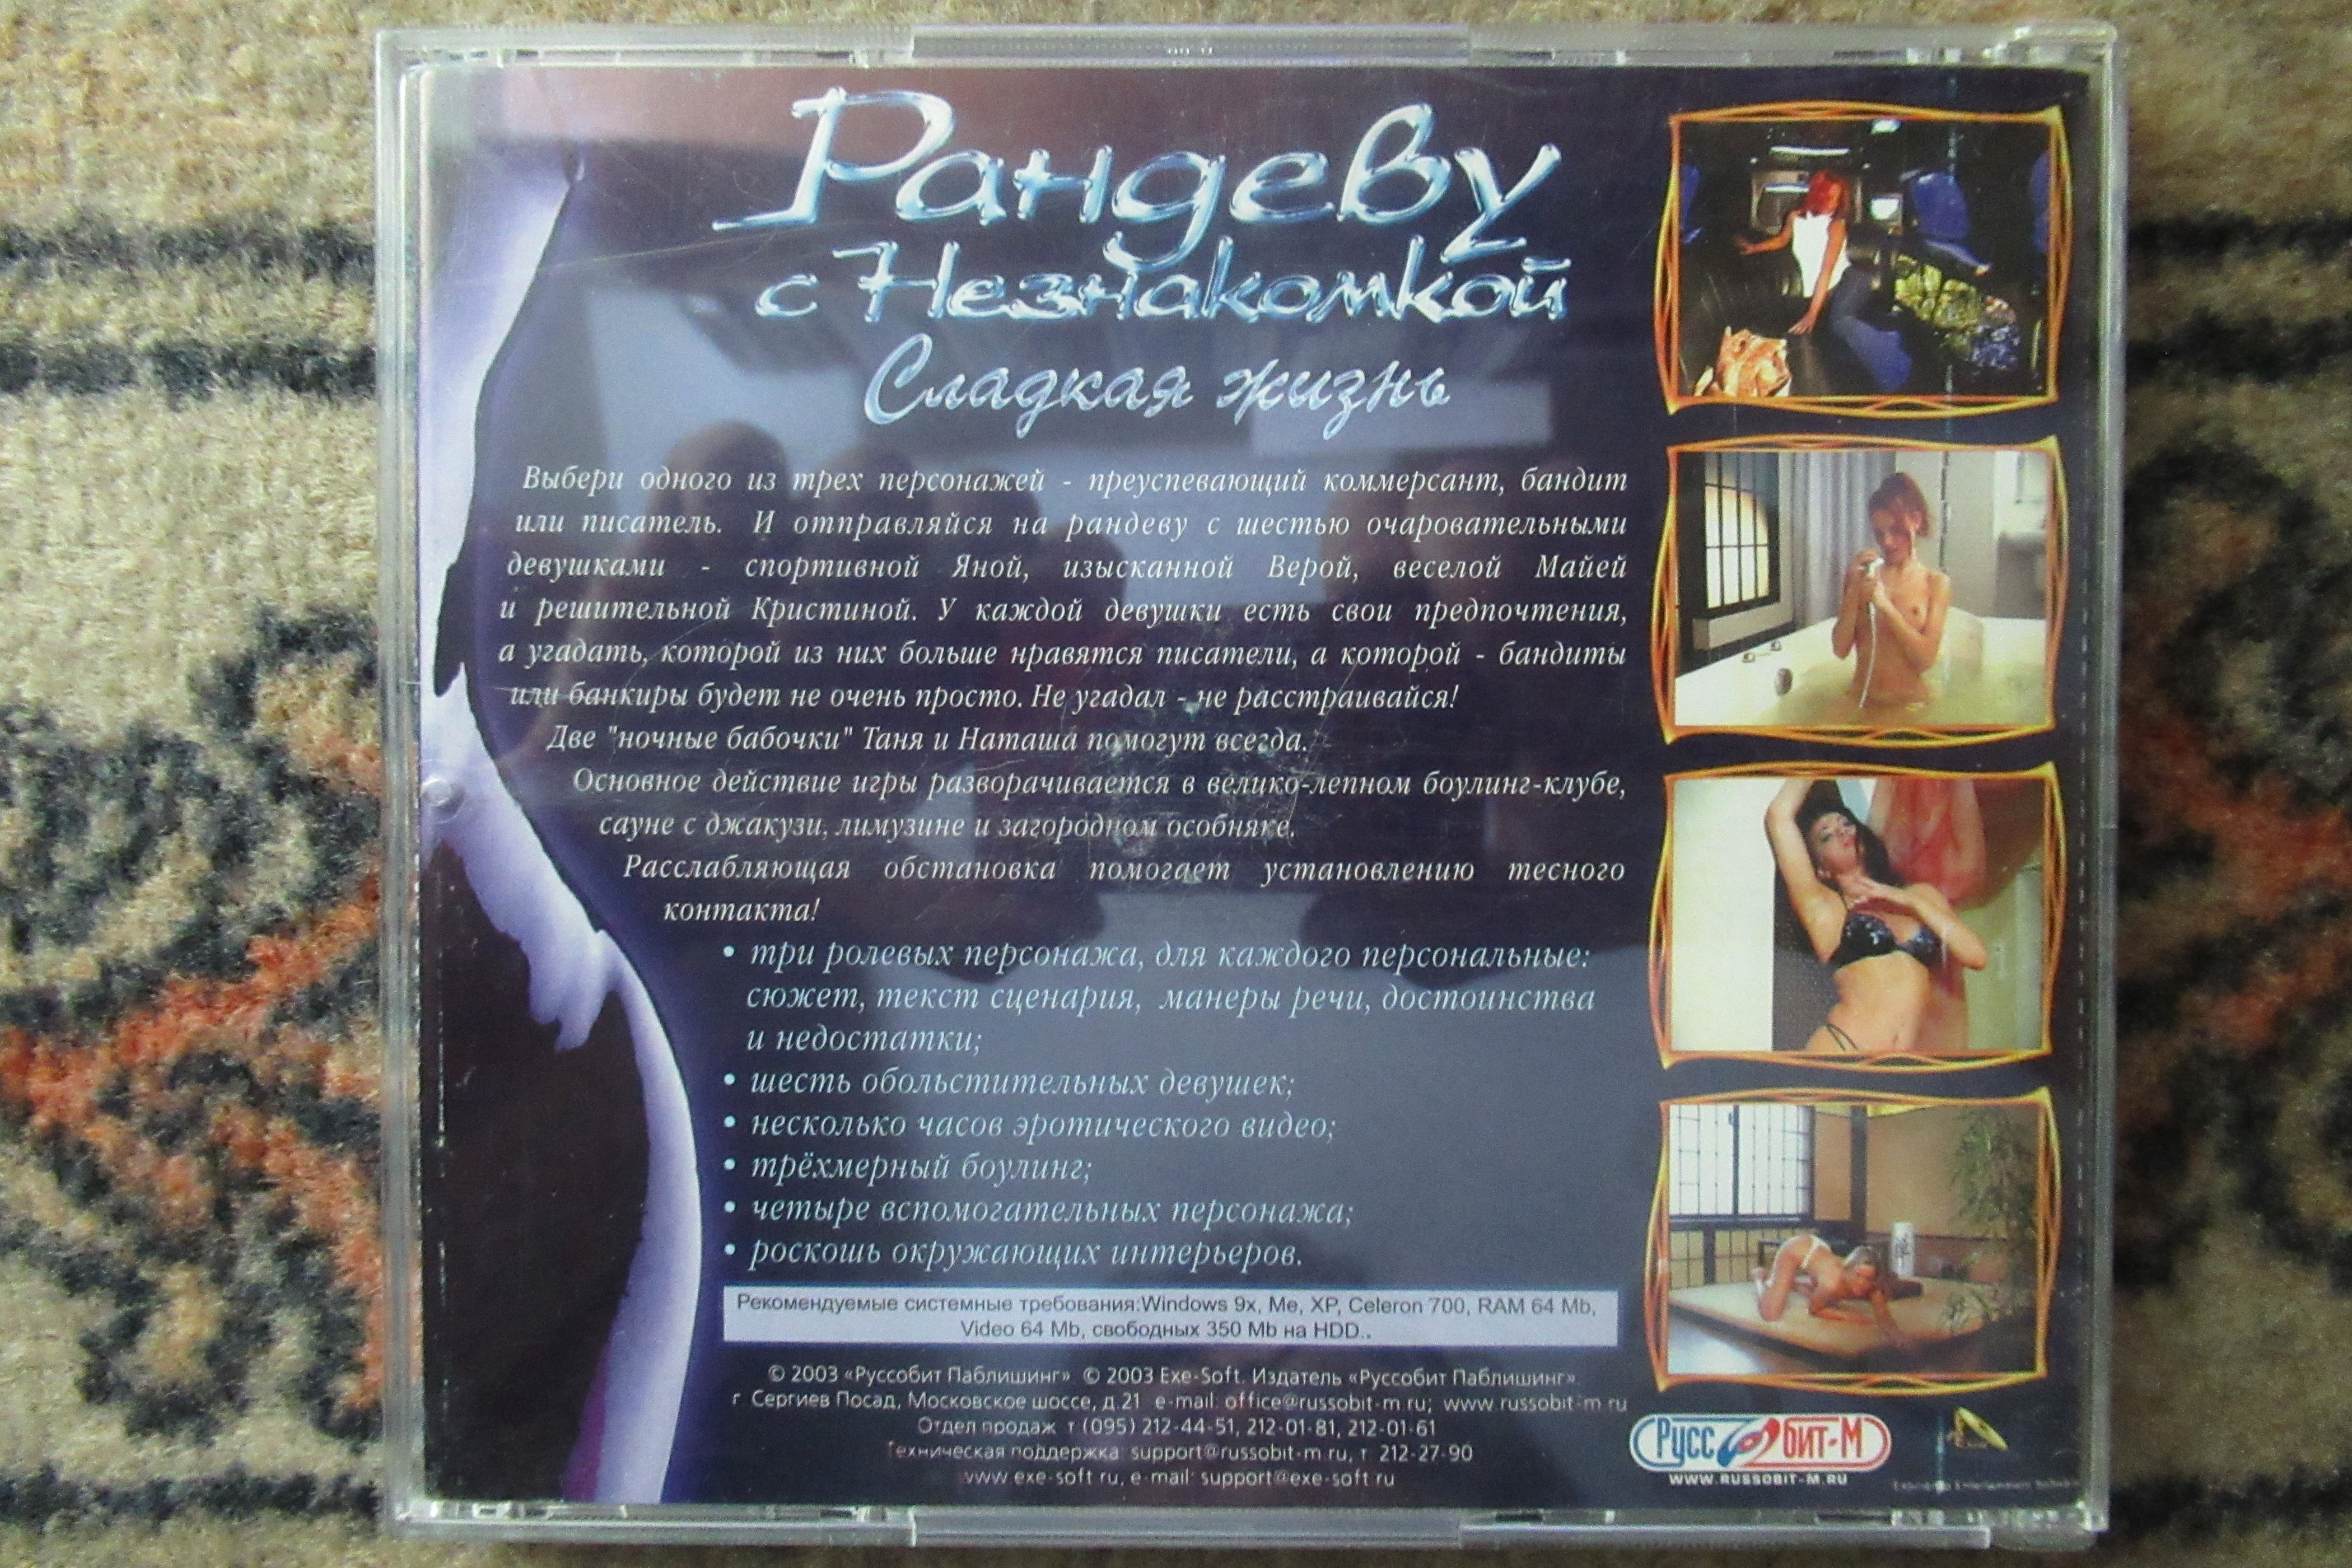 Рандеву
с Незнакомкой
Сладкая жизнь
Выбери одного из трех персонажей - преуспевающий коммерсант, бандит
или писатель. И отправляйся на рандеву с шестью очаровательными
девушками - спортивной Яной, изысканной Верой, веселой Майей
и решительной Кристиной. У каждой девушки есть свои предпочтения,
а угадать, которой из них больше нравятся писатели, а которой - бандиты
или банкиры будет не очень просто. Не угадал - не расстраивайся!
Две "ночные бабочки" Таня и Наташа помогут всегда.
Основное действие игры разворачивается в велико-лепном боулинг-клубе,
сауне с джакузи, лимузине и загородном особняке.
Расслабляющая обстановка помогает установлению тесного
контакта!
• три ролевых персонажа, для каждого персональные:
сюжет, текст сценария, манеры речи, достоинства
и недостатки;
• шесть обольстительных девушек;
• несколько часов эротического видео;
• трёхмерный боулинг;
• четыре вспомогательных персонажа;
• роскошь окружающих интерьеров.
Рекомендуемые системные требования:Windows 9x, Me, XP, Celeron 700, RAM 64 Mb,
Video 64 Mb, свободных 350 Mb на HDD..
© 2003 «Руссобит Паблишинг» © 2003 Exe-Soft. Издатель «Руссобит Паблишинг».
г. Сергиев Посад, Московское шоссе, д.21 e-mail: office@russobit-m.ru; www.russobit-m.ru
Отдел продаж т (095) 212-44-51, 212-01-81, 212-01-61
Техническая поддержка: support@russobit-m.ru, т 212-27-90
www.exe-soft.ru, e-mail: support@exe-soft.ru
Руссобит-М
WWW.RUSSOBIT-M.RU